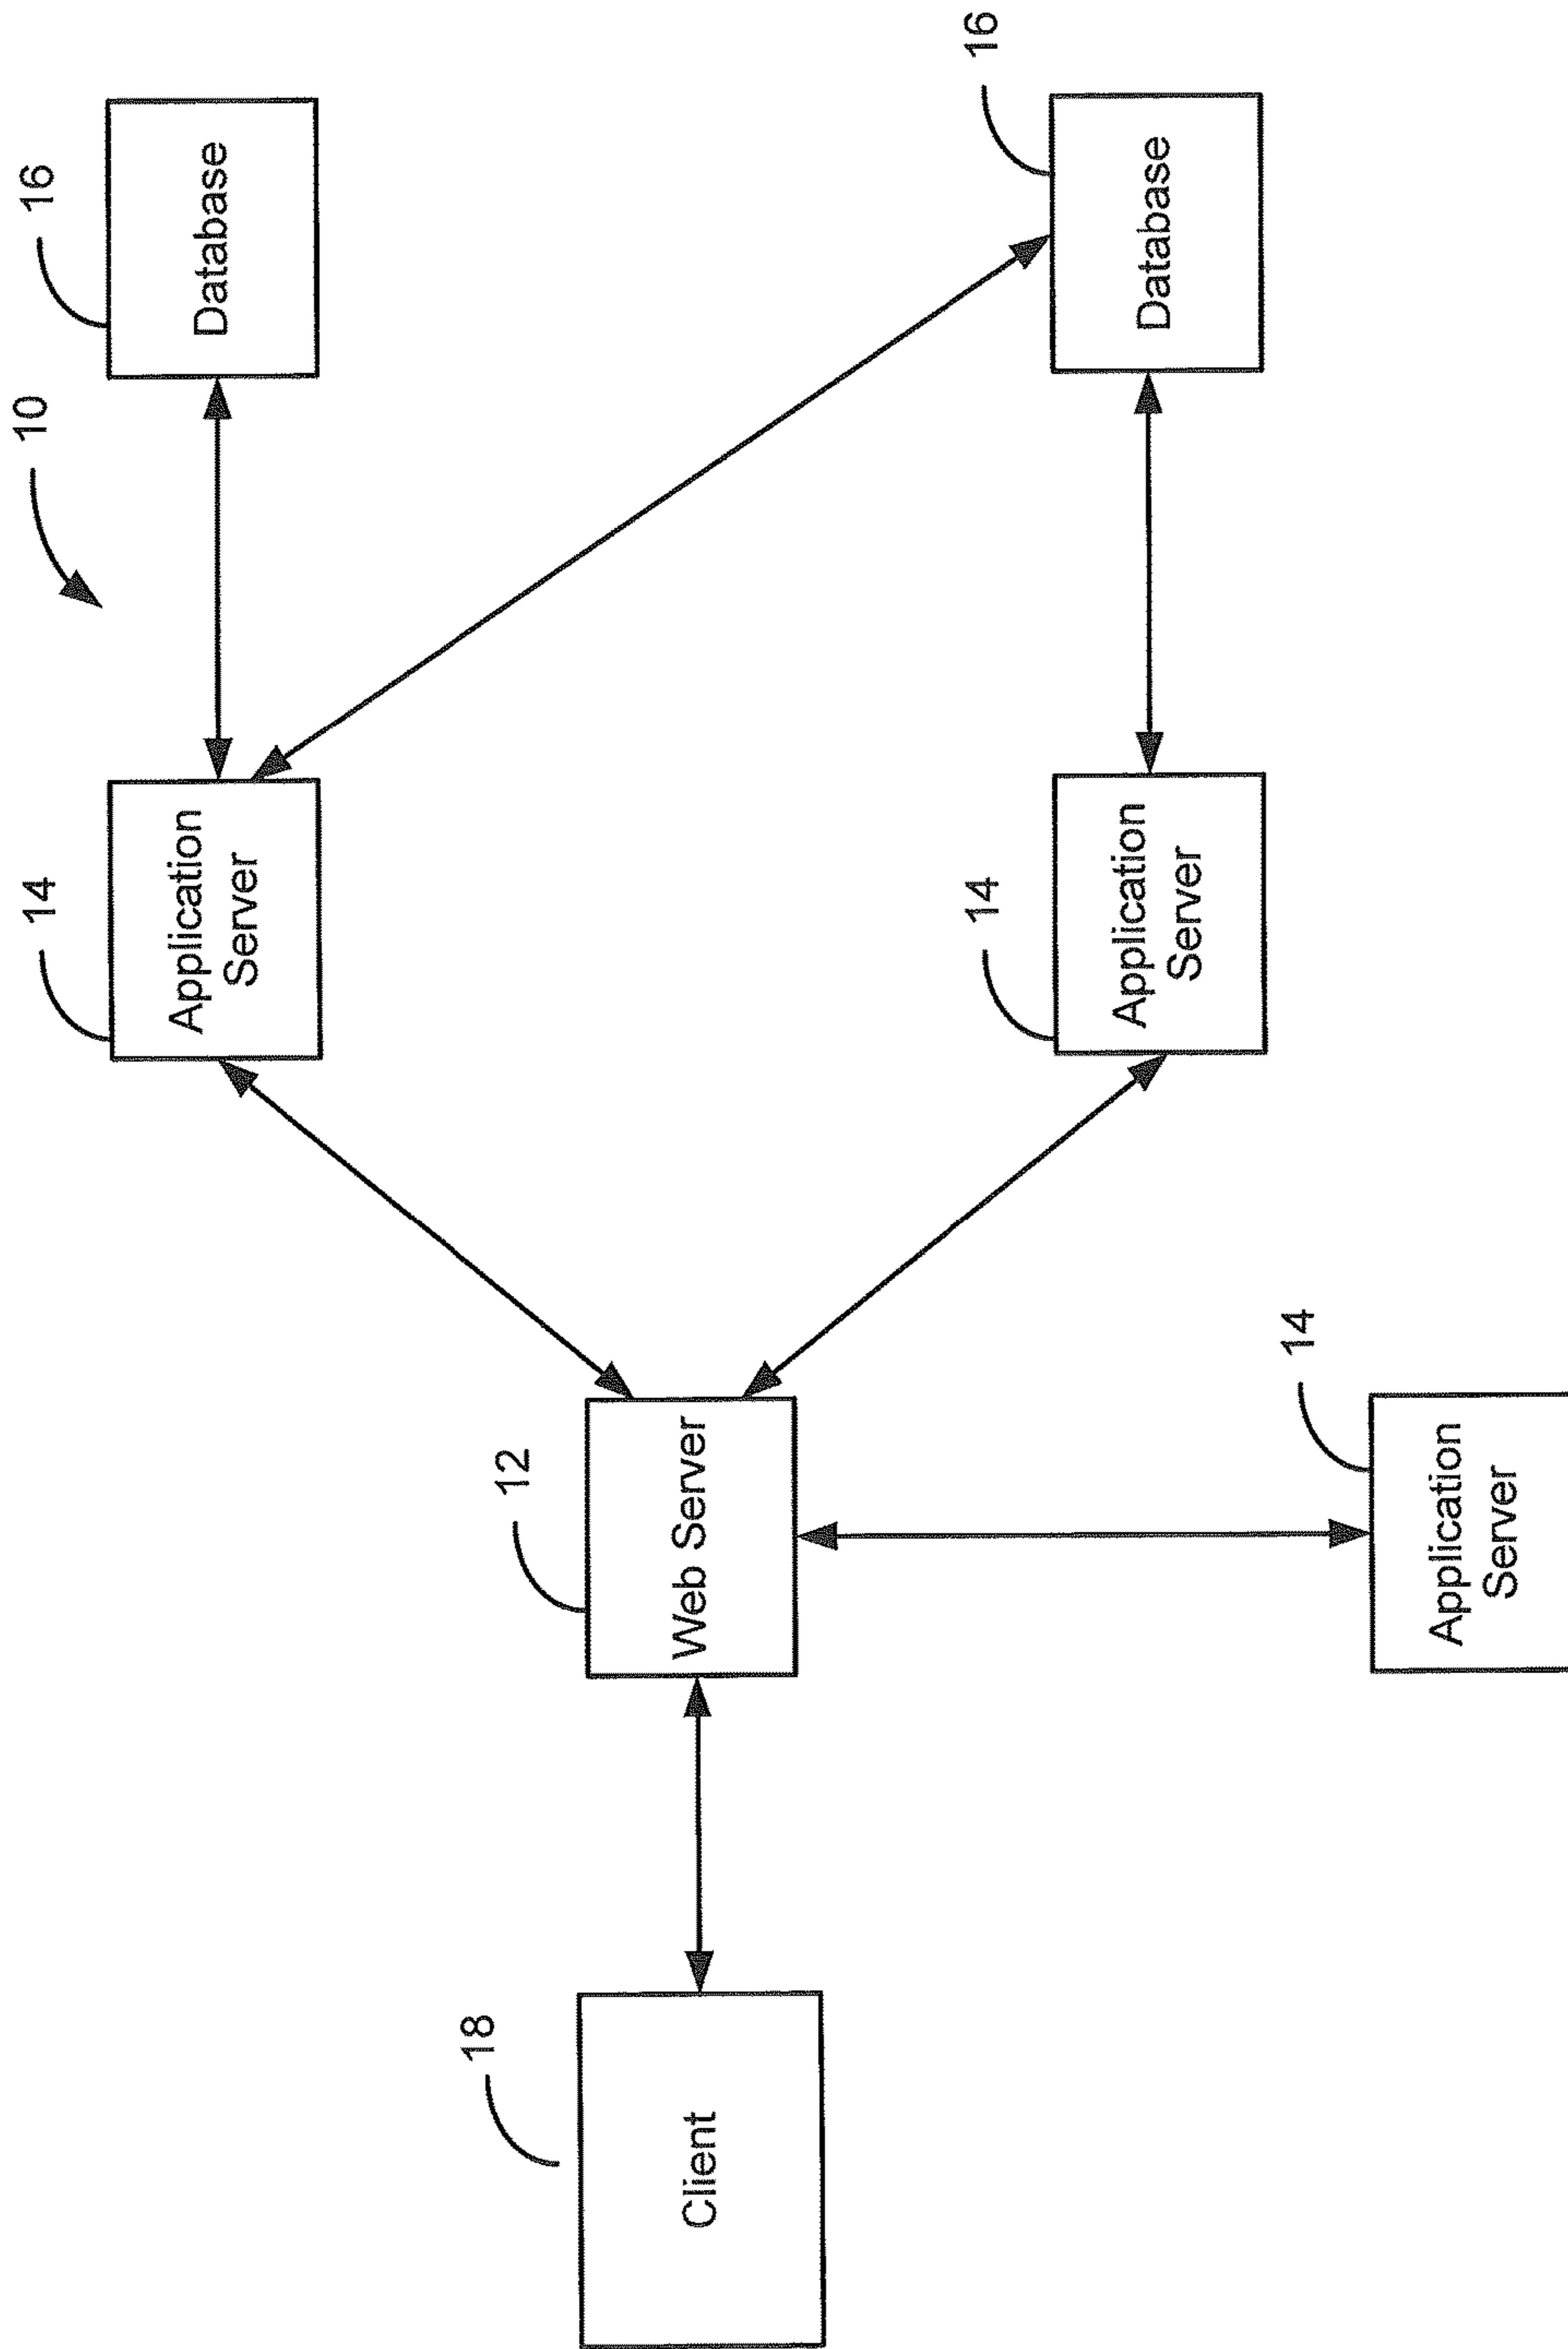 14
10
16
Application
Server
Database
18
12
Client
Web Server
14
16
Application
Server
Database
14
Application
Server